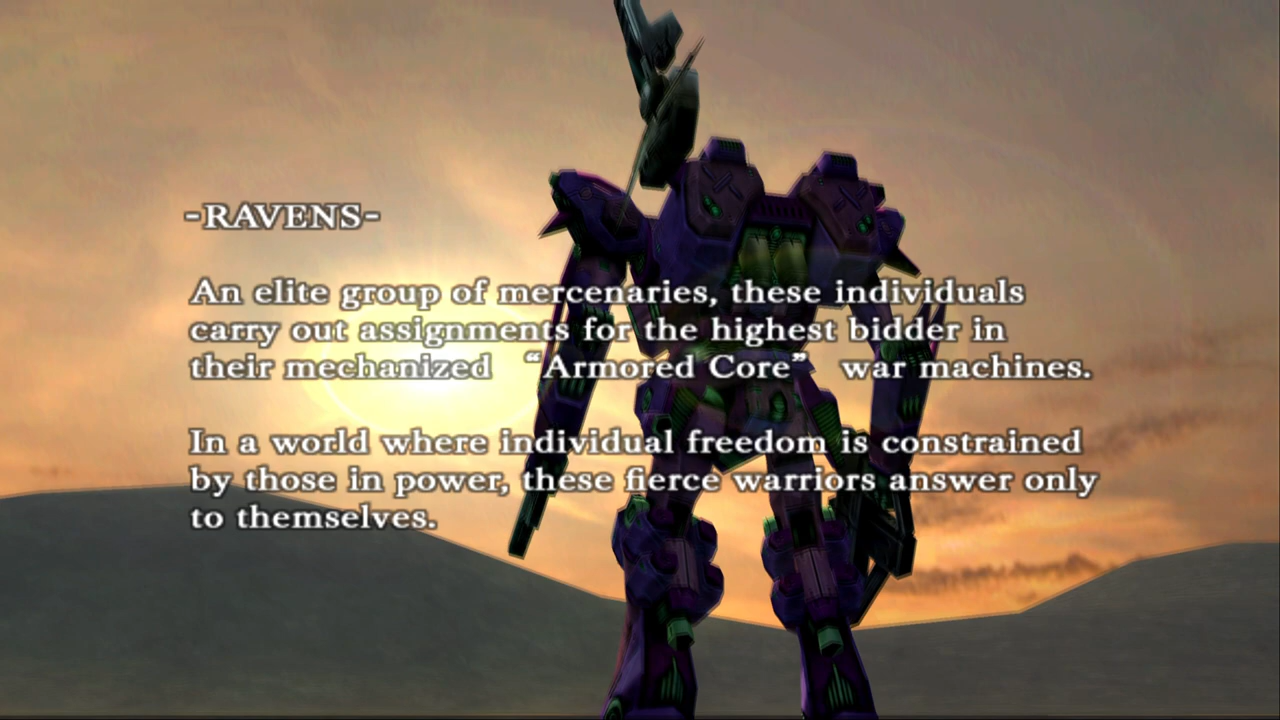 -RAVENS-
An elite group of mercenaries, these individuals
carry out assignments for the highest bidder in
their mechanized “Armored Core” war machines.
In a world where individual freedom is constrained
by those in power, these fierce warriors answer only
to themselves.